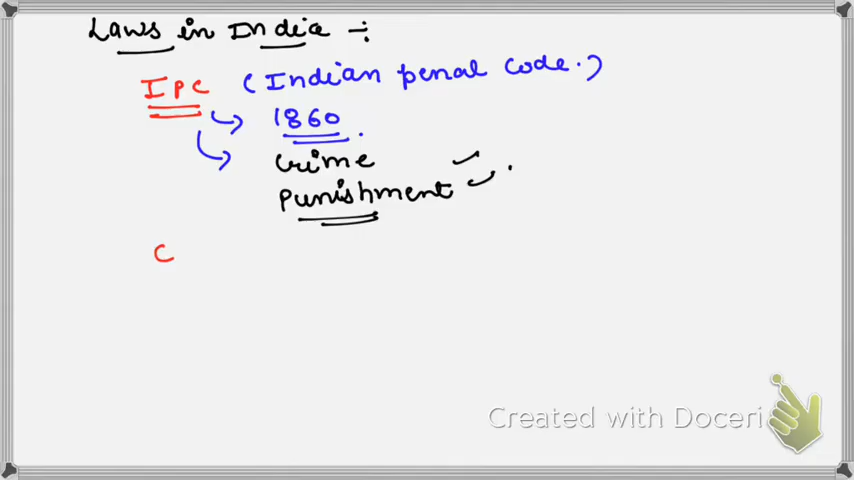 Laws in India :-
IPC (Indian penal code.)
1860.
crime
punishment
C
Created with Doceri